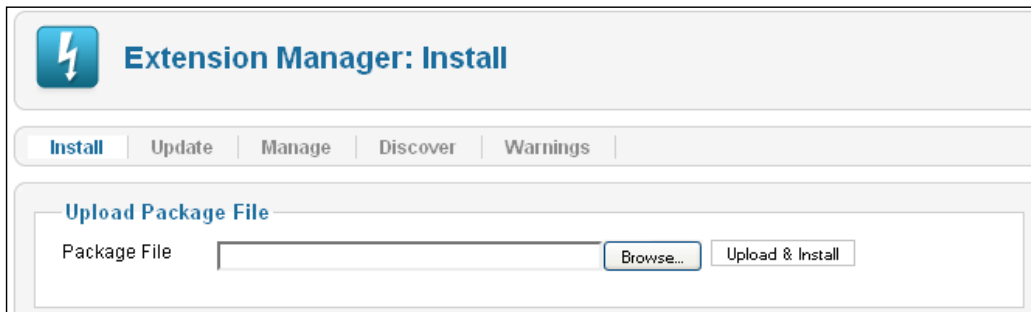 Extension Manager: Install
Install Update Manage Discover Warnings
Upload Package File
Package File Browse... Upload & Install